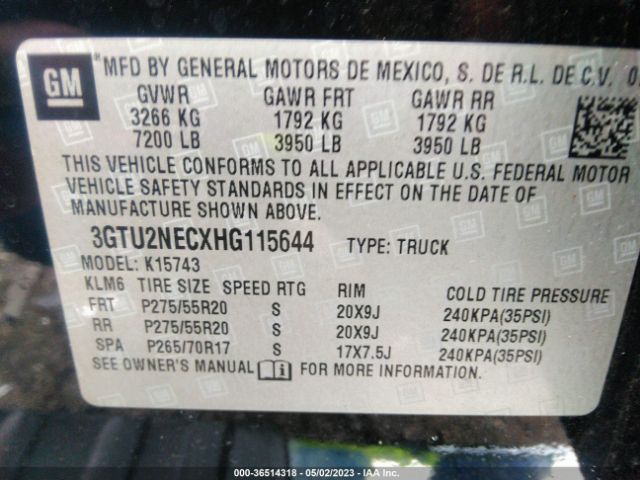 GM
MFD BY GENERAL MOTORS DE MEXICO, S. DE R.L. DE C.V. 0
GVWR GAWR FRT GAWR RR
3266 KG 1792 KG 1792 KG
7200 LB 3950 LB 3950 LB
THIS VEHICLE CONFORMS TO ALL APPLICABLE U.S. FEDERAL MOTOR
VEHICLE SAFETY STANDARDS IN EFFECT ON THE DATE OF
MANUFACTURE SHOWN ABOVE.
3GTU2NECXHG115644 TYPE: TRUCK
MODEL: K15743
KLM6 TIRE SIZE SPEED RTG RIM COLD TIRE PRESSURE
FRT P275/55R20 S 20X9J 240KPA(35PSI)
RR P275/55R20 S 20X9J 240KPA(35PSI)
SPA P265/70R17 S 17X7.5J 240KPA(35PSI)
SEE OWNER'S MANUAL FOR MORE INFORMATION.
000-36514318 - 05/02/2023 - IAA Inc.